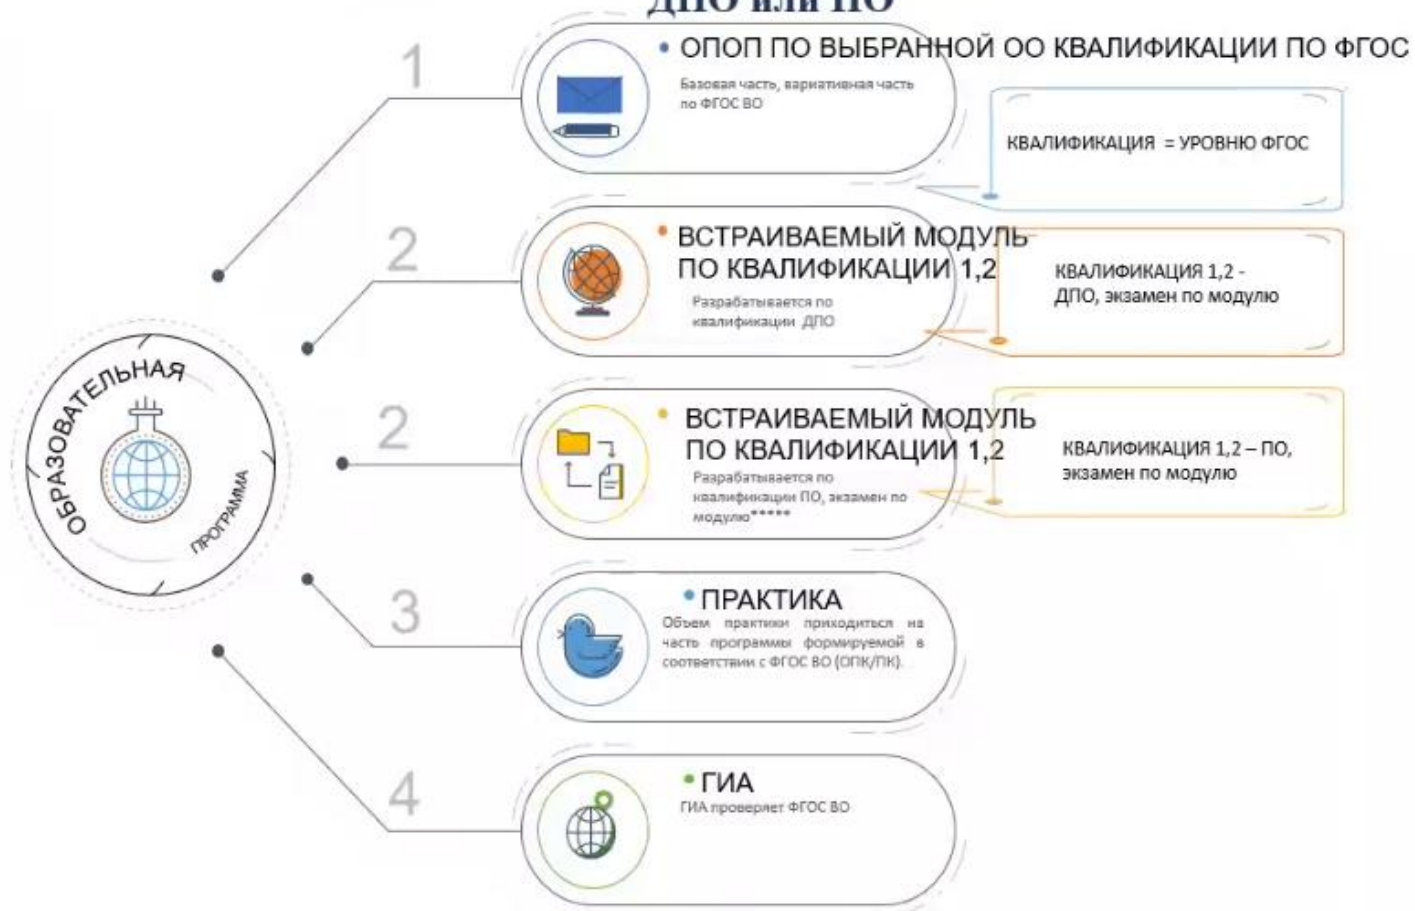 ДПО или ПО
1
• ОПОП ПО ВЫБРАННОЙ ОО КВАЛИФИКАЦИИ ПО ФГОС
Базовая часть, вариативная часть
по ФГОС ВО
КВАЛИФИКАЦИЯ = УРОВНЮ ФГОС
2
• ВСТРАИВАЕМЫЙ МОДУЛЬ
ПО КВАЛИФИКАЦИИ 1,2
Разрабатывается по
квалификации ДПО
КВАЛИФИКАЦИЯ 1,2 -
ДПО, экзамен по модулю
ОБРАЗОВАТЕЛЬНАЯ
ПРОГРАММА
2
• ВСТРАИВАЕМЫЙ МОДУЛЬ
ПО КВАЛИФИКАЦИИ 1,2
Разрабатывается по
квалификации ПО, экзамен по
модулю*****
КВАЛИФИКАЦИЯ 1,2 – ПО,
экзамен по модулю
3
• ПРАКТИКА
Объем практики приходиться на
часть программы формируемой в
соответствии с ФГОС ВО (ОПК/ПК).
4
• ГИА
ГИА проверяет ФГОС ВО